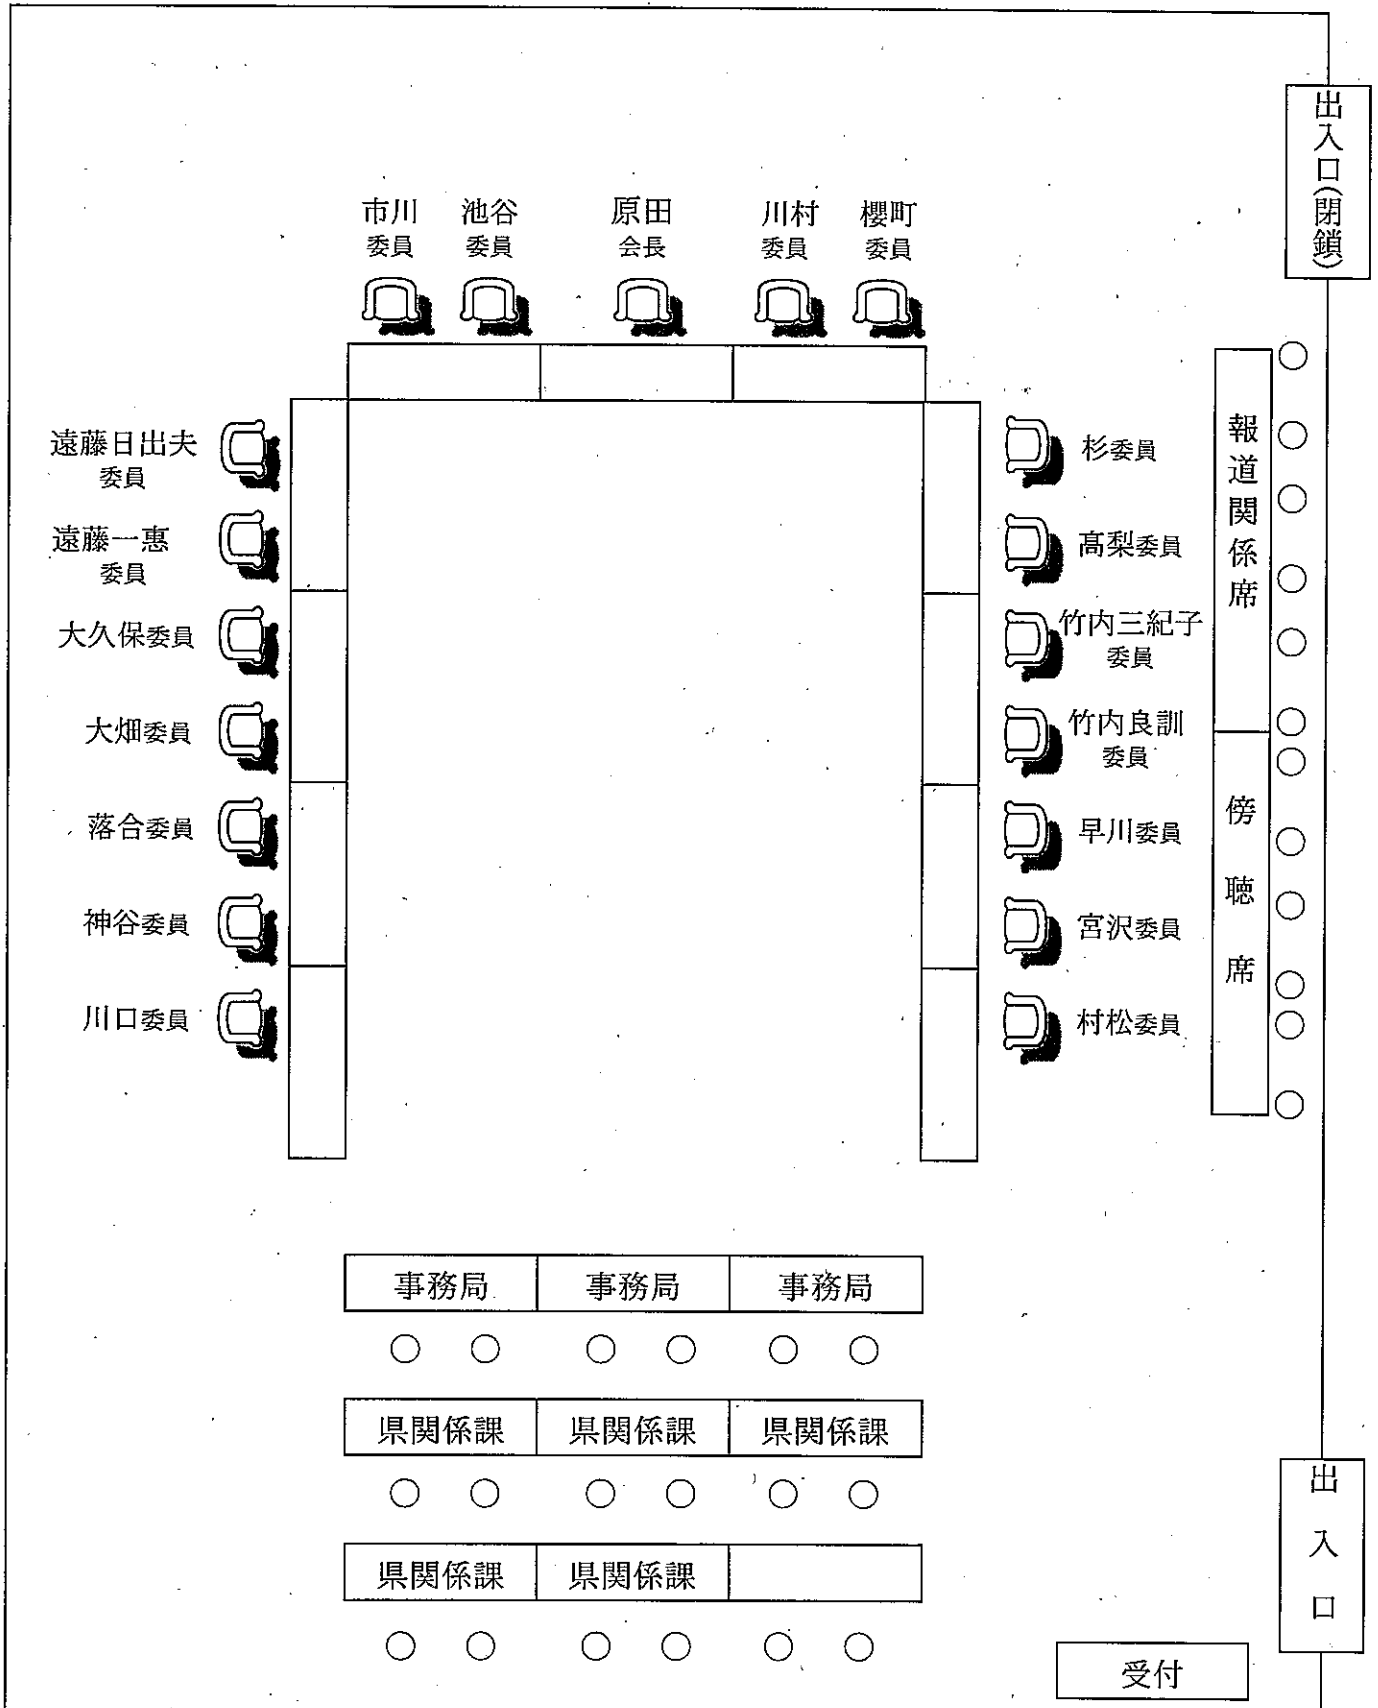 出入口(閉鎖)
市川
委員
池谷
委員
原田
会長
川村
委員
櫻町
委員
遠藤日出夫
委員
遠藤一惠
委員
大久保委員
大畑委員
落合委員
神谷委員
川口委員
杉委員
髙梨委員
竹内三紀子
委員
竹内良訓
委員
早川委員
宮沢委員
村松委員
報道関係席
傍聴席
事務局
事務局
事務局
県関係課
県関係課
県関係課
県関係課
県関係課
出入口
受付